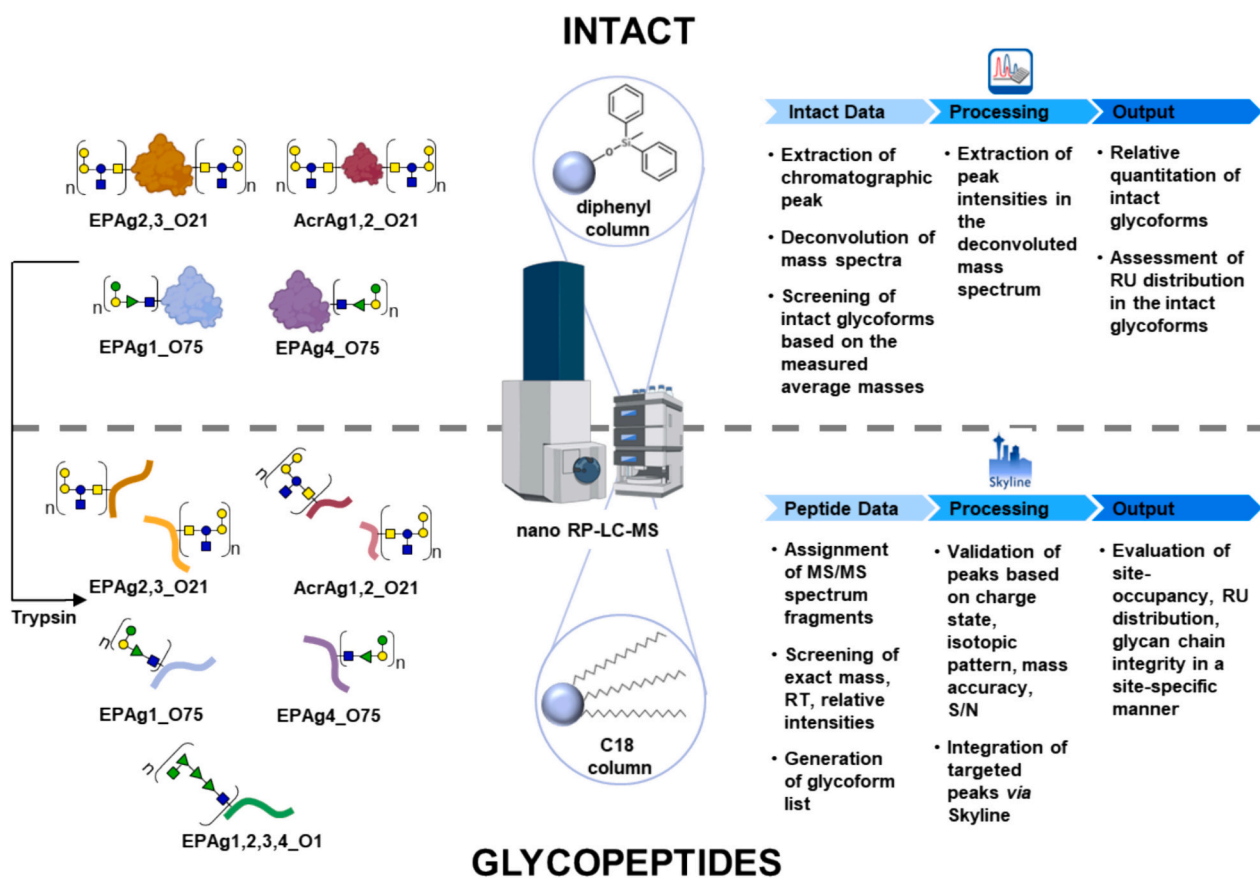 INTACT
n
n
EPAg2,3_O21
n
n
AcrAg1,2_O21
n
EPAg1_O75
n
EPAg4_O75
Trypsin
n
n
EPAg2,3_O21
n
n
AcrAg1,2_O21
n
EPAg1_O75
n
EPAg4_O75
n
EPAg1,2,3,4_O1
O
Si
diphenyl
column
nano RP-LC-MS
C18
column
Intact Data
• Extraction of
chromatographic
peak
• Deconvolution of
mass spectra
• Screening of
intact glycoforms
based on the
measured
average masses
Processing
• Extraction of
peak
intensities in
the
deconvoluted
mass
spectrum
Output
• Relative
quantitation of
intact
glycoforms
• Assessment of
RU distribution
in the intact
glycoforms
Skyline
Peptide Data
• Assignment
of MS/MS
spectrum
fragments
• Screening of
exact mass,
RT, relative
intensities
• Generation
of glycoform
list
Processing
• Validation of
peaks based
on charge
state,
isotopic
pattern, mass
accuracy,
S/N
• Integration of
targeted
peaks via
Skyline
Output
• Evaluation of
site-
occupancy, RU
distribution,
glycan chain
integrity in a
site-specific
manner
GLYCOPEPTIDES